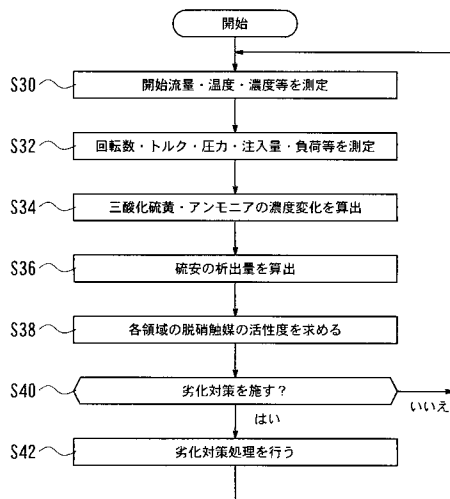 開始
S30 開始流量・温度・濃度等を測定
S32 回転数・トルク・圧力・注入量・負荷等を測定
S34 三酸化硫黄・アンモニアの濃度変化を算出
S36 硫安の析出量を算出
S38 各領域の脱硝触媒の活性度を求める
S40 劣化対策を施す?
いいえ
はい
S42 劣化対策処理を行う